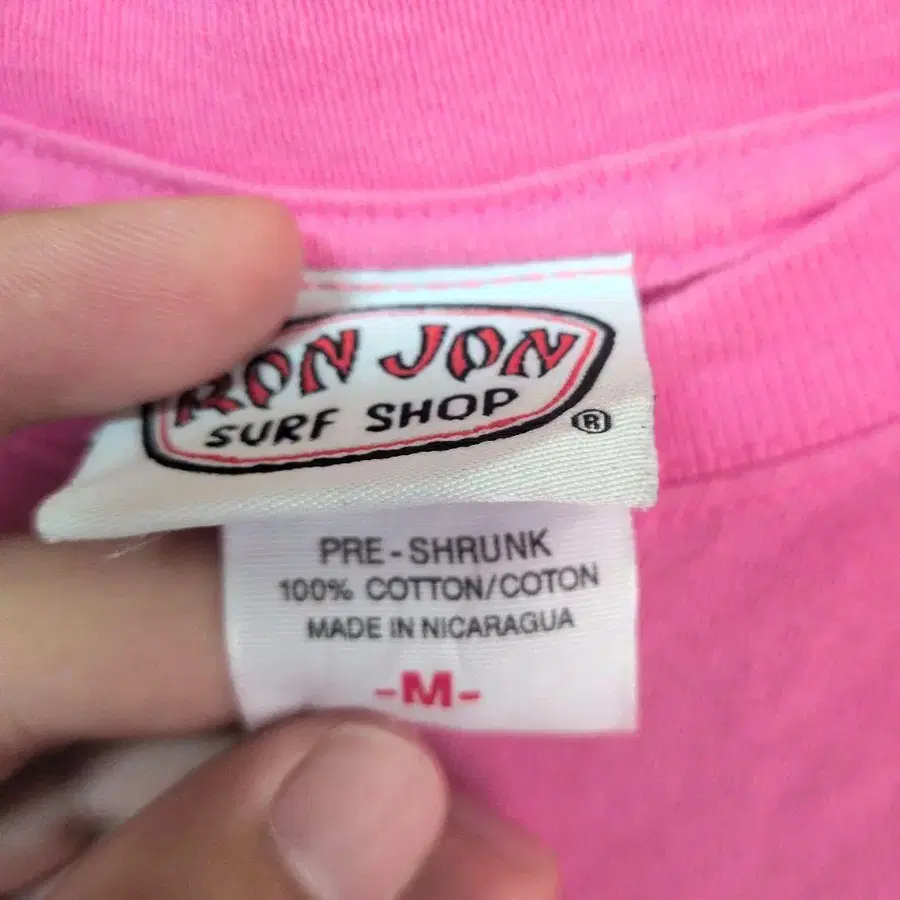 RON JON
SURF SHOP
®
PRE-SHRUNK
100% COTTON/COTON
MADE IN NICARAGUA
-M-